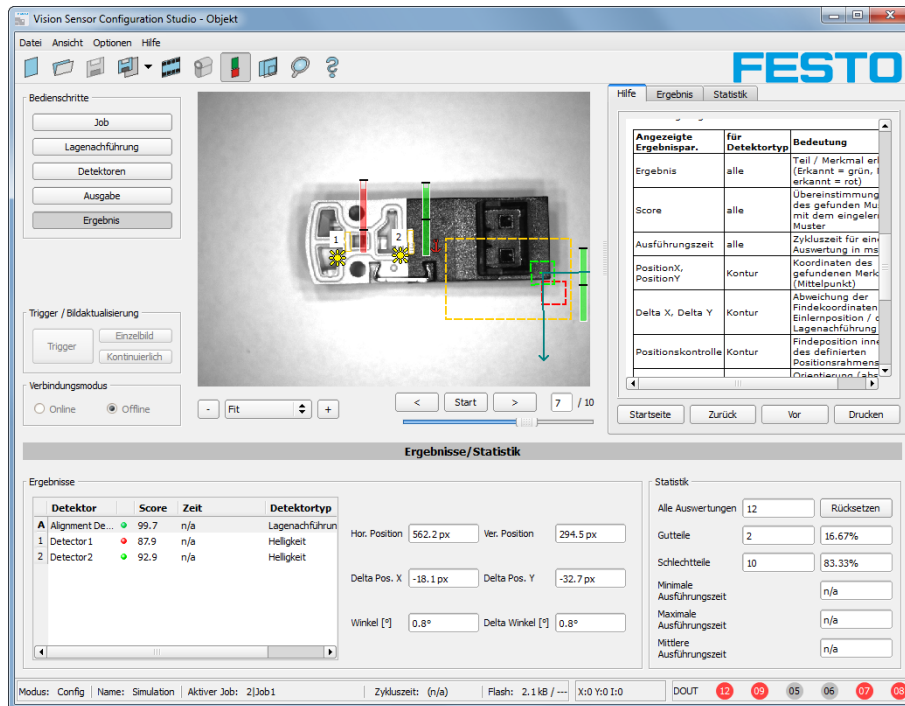 Vision Sensor Configuration Studio - Objekt
Datei Ansicht Optionen Hilfe
FESTO
Bedienschritte
Job
Lagenachführung
Detektoren
Ausgabe
Ergebnis
Trigger / Bildaktualisierung
Trigger
Einzelbild
Kontinuierlich
Verbindungsmodus
Online Offline
1 2 1
- Fit +
< Start > 7 / 10
Hilfe Ergebnis Statistik
Angezeigte Ergebnispar. für Detektortyp Bedeutung
Ergebnis alle Teil / Merkmal erk
(Erkannt = grün,
erkannt = rot)
Score alle Übereinstimmung
des gefunden Mus
mit dem eingelern
Muster
Ausführungszeit alle Zykluszeit für eine
Auswertung in ms
PositionX, PositionY Kontur Koordinaten des
gefundenen Merk
(Mittelpunkt)
Delta X, Delta Y Kontur Abweichung der
Findekoordinaten
Einlernposition /
Lagenachführung
Positionskontrolle Kontur Findeposition inne
des definierten
Positionsrahmens
Startseite Zurück Vor Drucken
Ergebnisse/Statistik
Ergebnisse
Detektor Score Zeit Detektortyp
A Alignment De... 99.7 n/a Lagenachführun
1 Detector1 87.9 n/a Helligkeit
2 Detector2 92.9 n/a Helligkeit
Hor. Position 562.2 px Ver. Position 294.5 px
Delta Pos. X -18.1 px Delta Pos. Y -32.7 px
Winkel [°] 0.8° Delta Winkel [°] 0.8°
Statistik
Alle Auswertungen 12 Rücksetzen
Gutteile 2 16.67%
Schlechtteile 10 83.33%
Minimale Ausführungszeit n/a
Maximale Ausführungszeit n/a
Mittlere Ausführungszeit n/a
Modus: Config Name: Simulation Aktiver Job: 2|Job1 Zykluszeit: (n/a) Flash: 2.1 kB / --- X:0 Y:0 I:0 DOUT 12 09 05 06 07 08